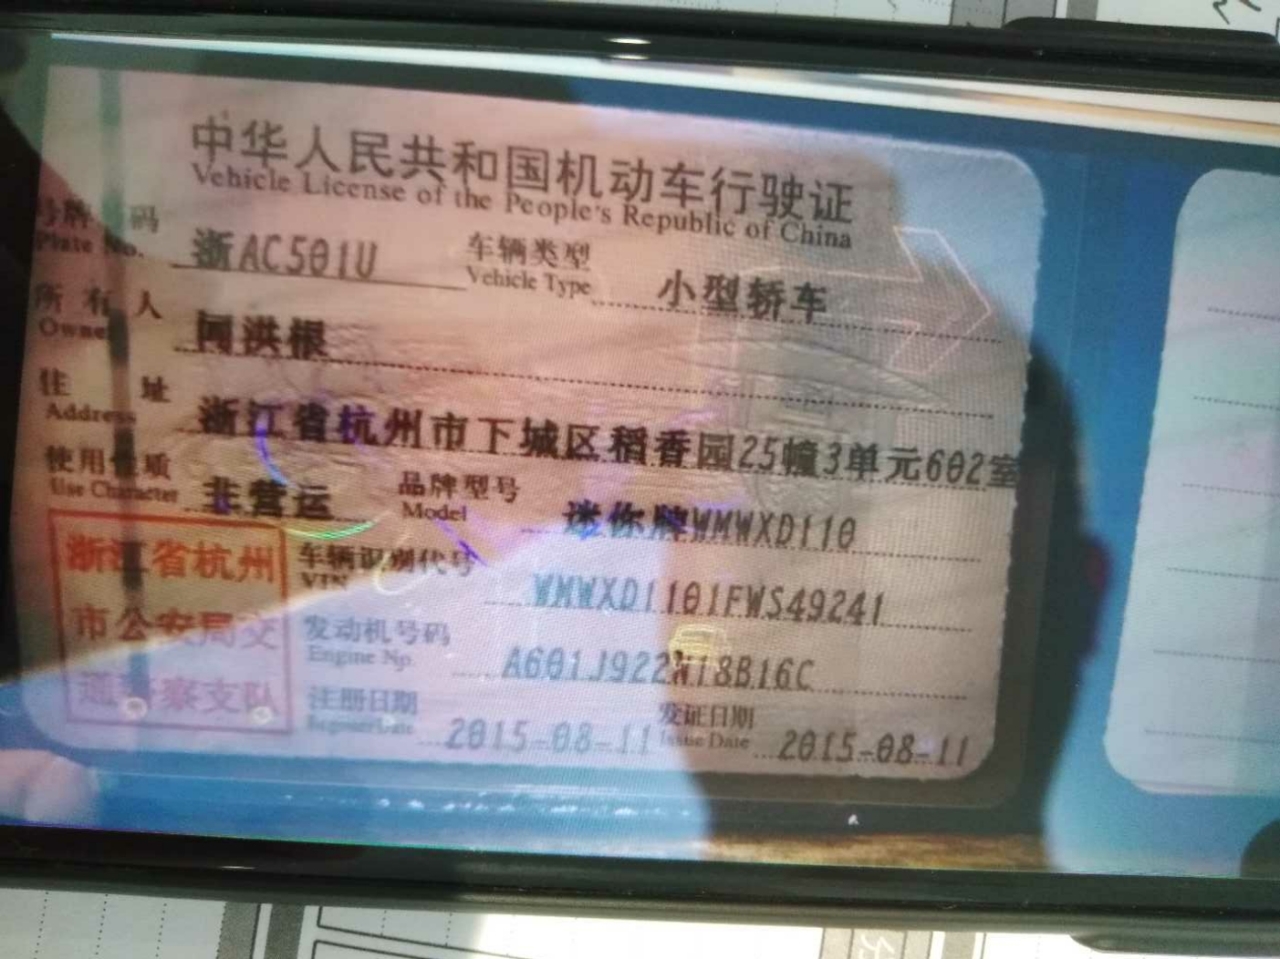 中华人民共和国机动车行驶证
Vehicle License of the People's Republic of China
号牌号码 浙AC501U 车辆类型 小型轿车
Plate No. Vehicle Type
所有人 闻洪根
Owner
住址 浙江省杭州市下城区稻香园25幢3单元602室
Address
使用性质 非营运 品牌型号 迷你牌WMWXD110
Use Character Model
浙江省杭州
市公安局交
通警察支队
车辆识别代号 WMWXD1101FWS49241
VIN
发动机号码 A601J922N18B16C
Engine No.
注册日期 2015-08-11 发证日期 2015-08-11
Register Date Issue Date